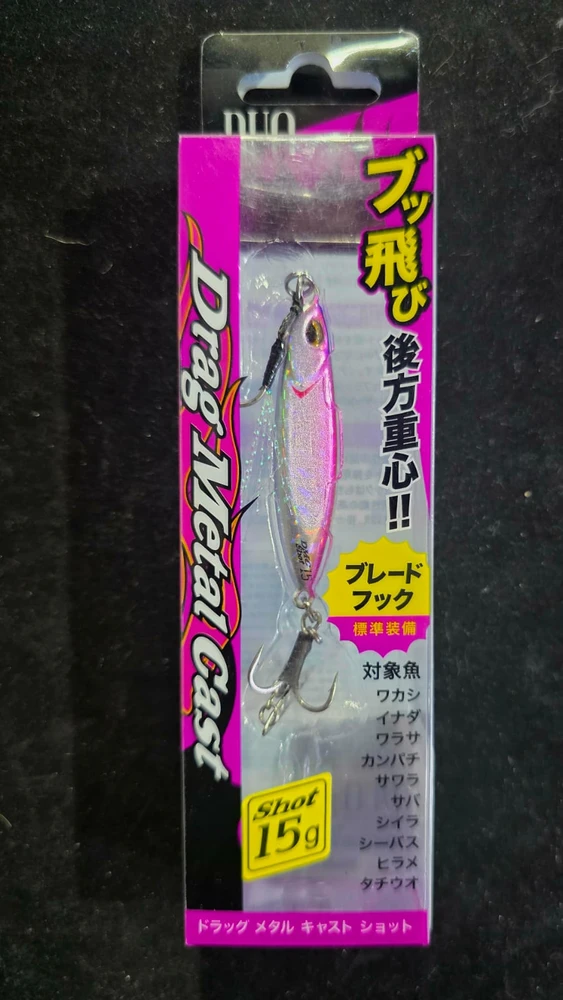 DUO
Drag Metal Cast
ブッ飛び
後方重心!!
ブレード
フック
標準装備
対象魚
ワカシ
イナダ
ワラサ
カンパチ
サワラ
サバ
シイラ
シーバス
ヒラメ
タチウオ
Shot
15g
ドラッグ メタル キャスト ショット